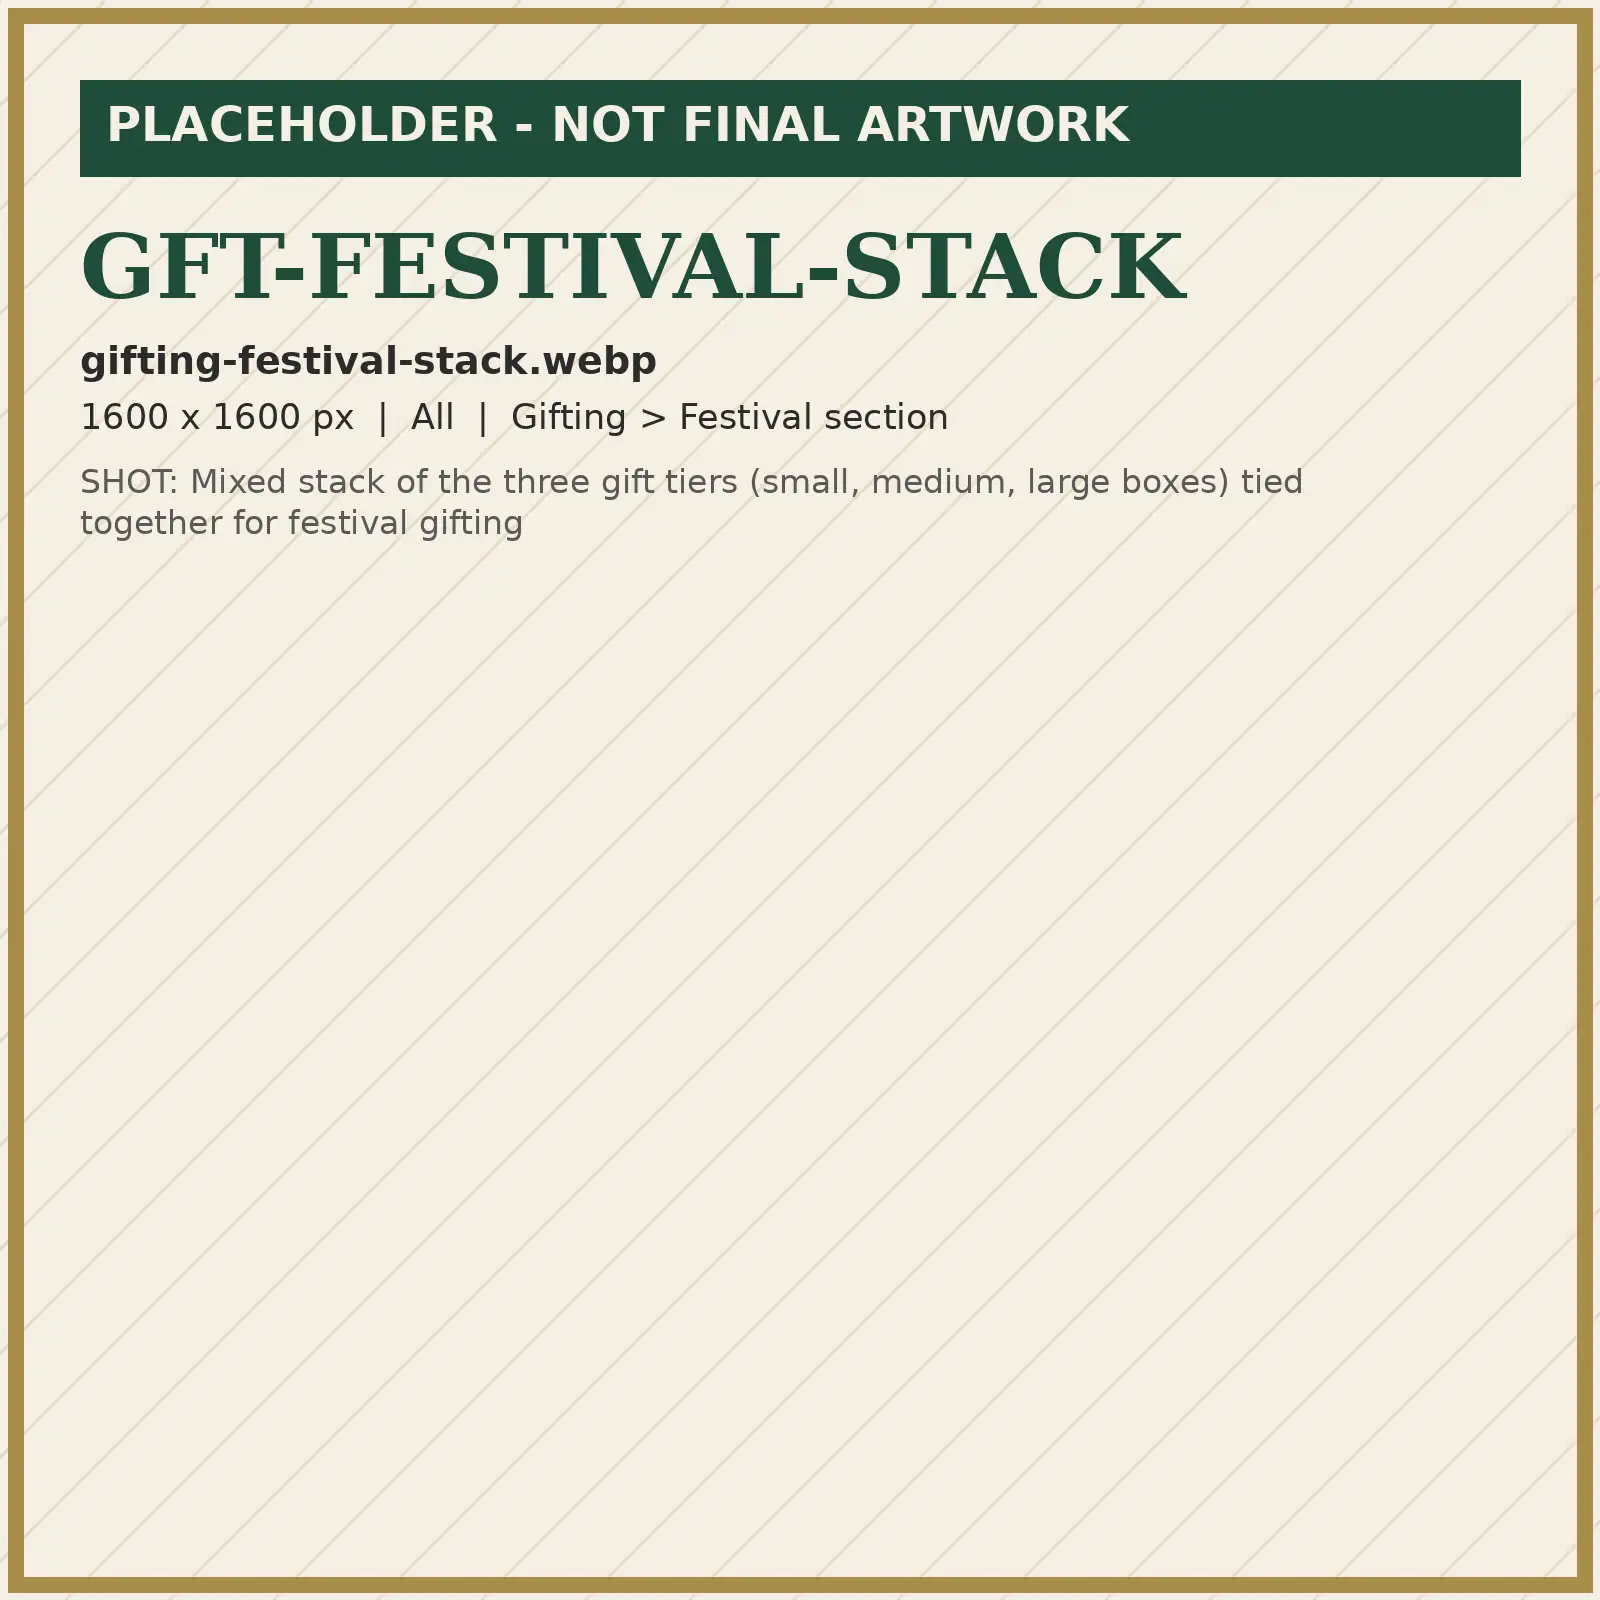 PLACEHOLDER - NOT FINAL ARTWORK
GFT-FESTIVAL-STACK
gifting-festival-stack.webp
1600 x 1600 px | All | Gifting > Festival section
SHOT: Mixed stack of the three gift tiers (small, medium, large boxes) tied
together for festival gifting